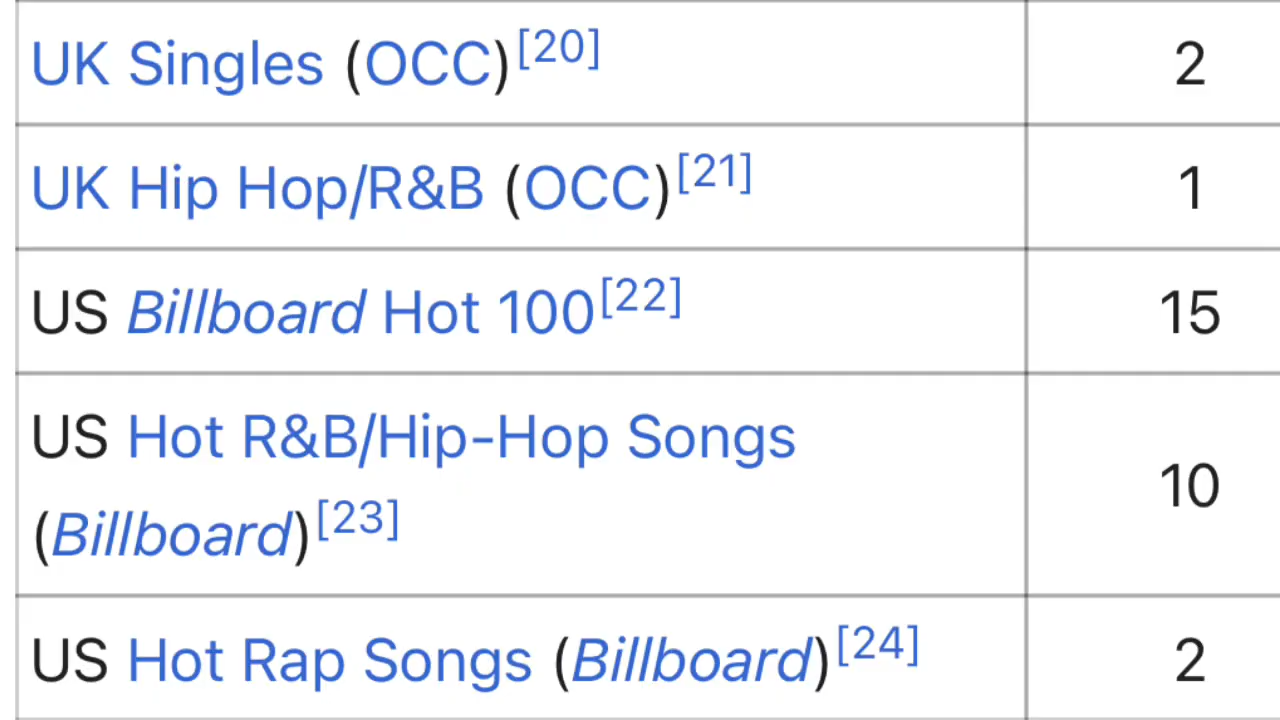 UK Singles (OCC)[20] 2
UK Hip Hop/R&B (OCC)[21] 1
US Billboard Hot 100[22] 15
US Hot R&B/Hip-Hop Songs
(Billboard)[23] 10
US Hot Rap Songs (Billboard)[24] 2